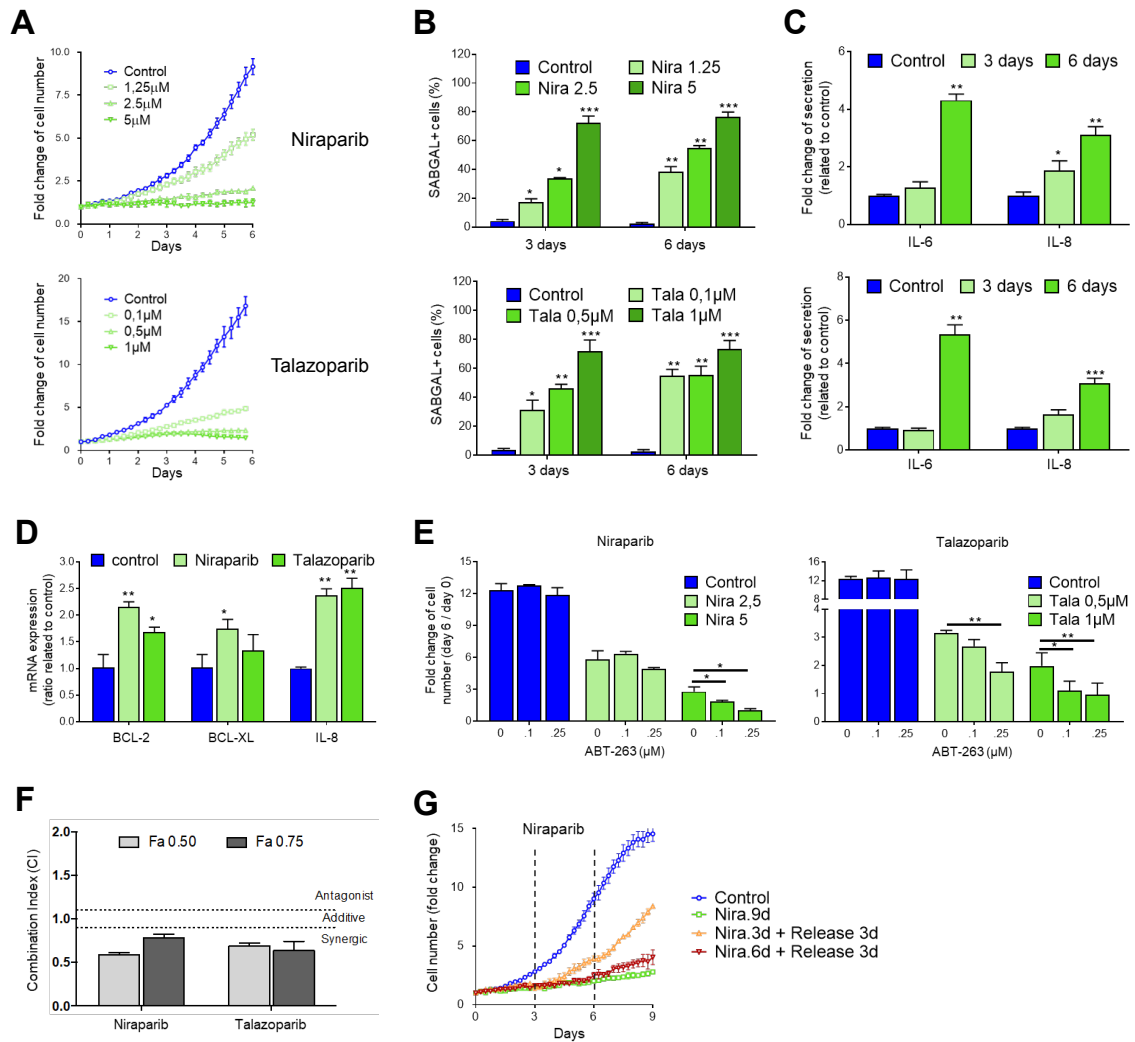 A
Fold change of cell number
10.0
7.5
5.0
2.5
0.0
Control
1,25µM
2.5µM
5µM
0 1 2 3 4 5 6
Days
Niraparib
Fold change of cell number
20
15
10
5
0
Control
0,1µM
0,5µM
1µM
0 1 2 3 4 5 6
Days
Talazoparib
B
SABGAL+ cells (%)
120
100
80
60
40
20
0
Control Nira 1.25
Nira 2.5 Nira 5
* * *** ** ** ***
3 days 6 days
SABGAL+ cells (%)
120
100
80
60
40
20
0
Control Tala 0,1µM
Tala 0,5µM Tala 1µM
* ** *** ** ** ***
3 days 6 days
C
Fold change of secretion
(related to control)
6
4
2
0
Control 3 days 6 days
** * **
IL-6 IL-8
Fold change of secretion
(related to control)
8
6
4
2
0
Control 3 days 6 days
** ***
IL-6 IL-8
D
mRNA expression
(ratio related to control)
3.0
2.5
2.0
1.5
1.0
0.5
0.0
control Niraparib Talazoparib
** * * ** **
BCL-2 BCL-XL IL-8
E
Niraparib
Fold change of cell
number (day 6 / day 0)
15
12
9
6
3
0
Control
Nira 2,5
Nira 5
*
*
0 .1 .25 0 .1 .25 0 .1 .25
ABT-263 (µM)
Talazoparib
16
14
12
4
3
2
1
0
Control
Tala 0,5µM
Tala 1µM
**
**
*
0 .1 .25 0 .1 .25 0 .1 .25
ABT-263 (µM)
F
Combination Index (CI)
2.0
1.5
1.0
0.5
0.0
Fa 0.50 Fa 0.75
Antagonist
Additive
Synergic
Niraparib Talazoparib
G
Niraparib
Cell number (fold change)
15
10
5
0
0 3 6 9
Days
Control
Nira.9d
Nira.3d + Release 3d
Nira.6d + Release 3d